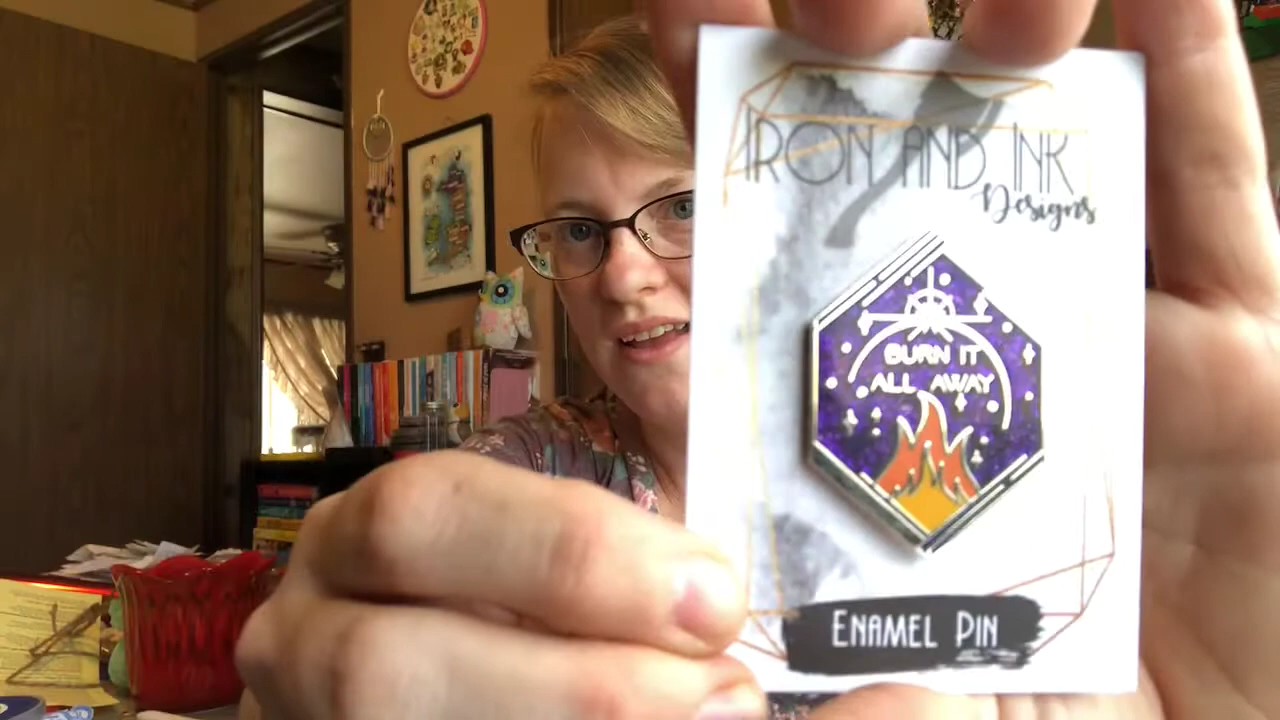 IRON AND INK
Designs
BURN IT
ALL AWAY
ENAMEL PIN